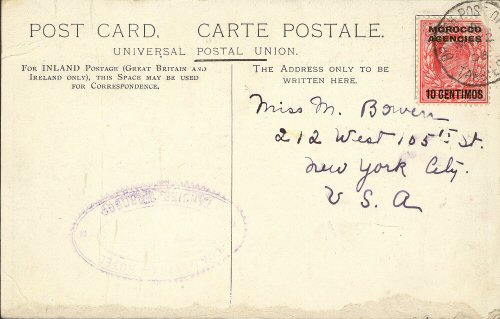 POST CARD. CARTE POSTALE.
UNIVERSAL POSTAL UNION.
FOR INLAND POSTAGE (GREAT BRITAIN AND
IRELAND ONLY), THIS SPACE MAY BE USED
FOR CORRESPONDENCE.
THE ADDRESS ONLY TO BE
WRITTEN HERE.
MOROCCO
AGENCIES
10 CENTIMOS
Miss M. Bowen
212 West 105th St.
New York City.
U.S.A